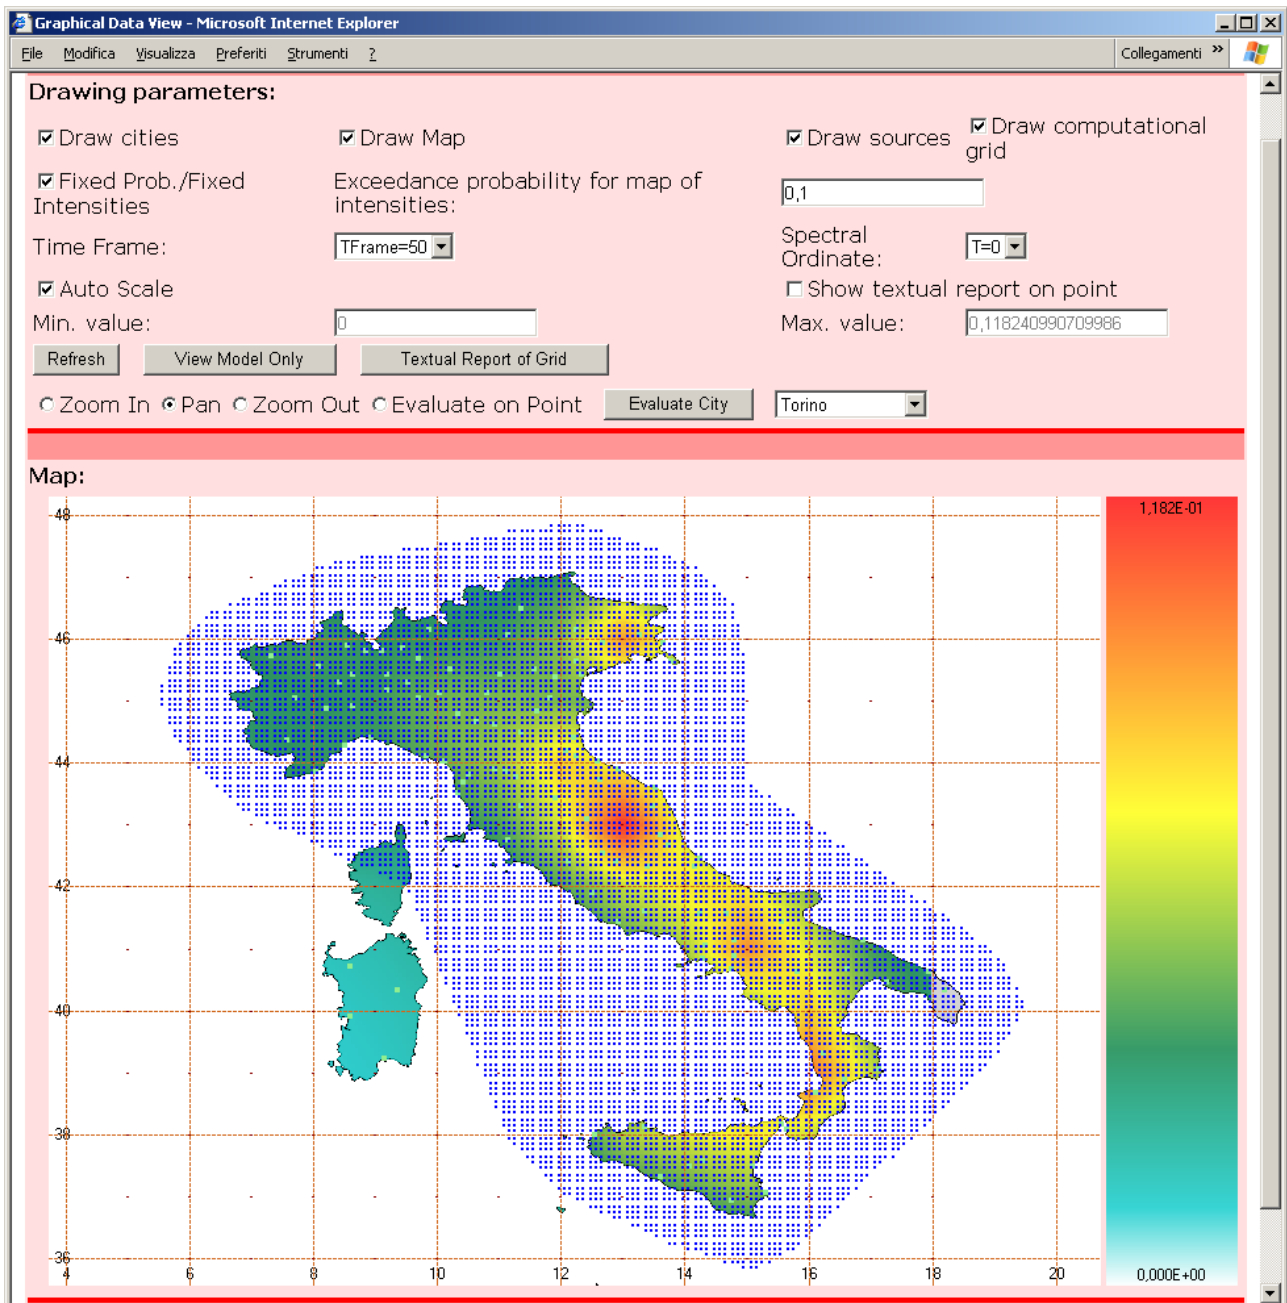 Graphical Data View - Microsoft Internet Explorer
File Modifica Visualizza Preferiti Strumenti ? Collegamenti »
Drawing parameters:
Draw cities Draw Map Draw sources Draw computational
grid
Fixed Prob./Fixed
Intensities
Exceedance probability for map of
intensities:
0,1
Time Frame: TFrame=50
Spectral
Ordinate:
T=0
Auto Scale Show textual report on point
Min. value: 0 Max. value: 0,118240990709986
Refresh View Model Only Textual Report of Grid
Zoom In Pan Zoom Out Evaluate on Point Evaluate City Torino
Map:
1,182E-01
48
46
44
42
40
38
36
4 6 8 10 12 14 16 18 20
0,000E+00